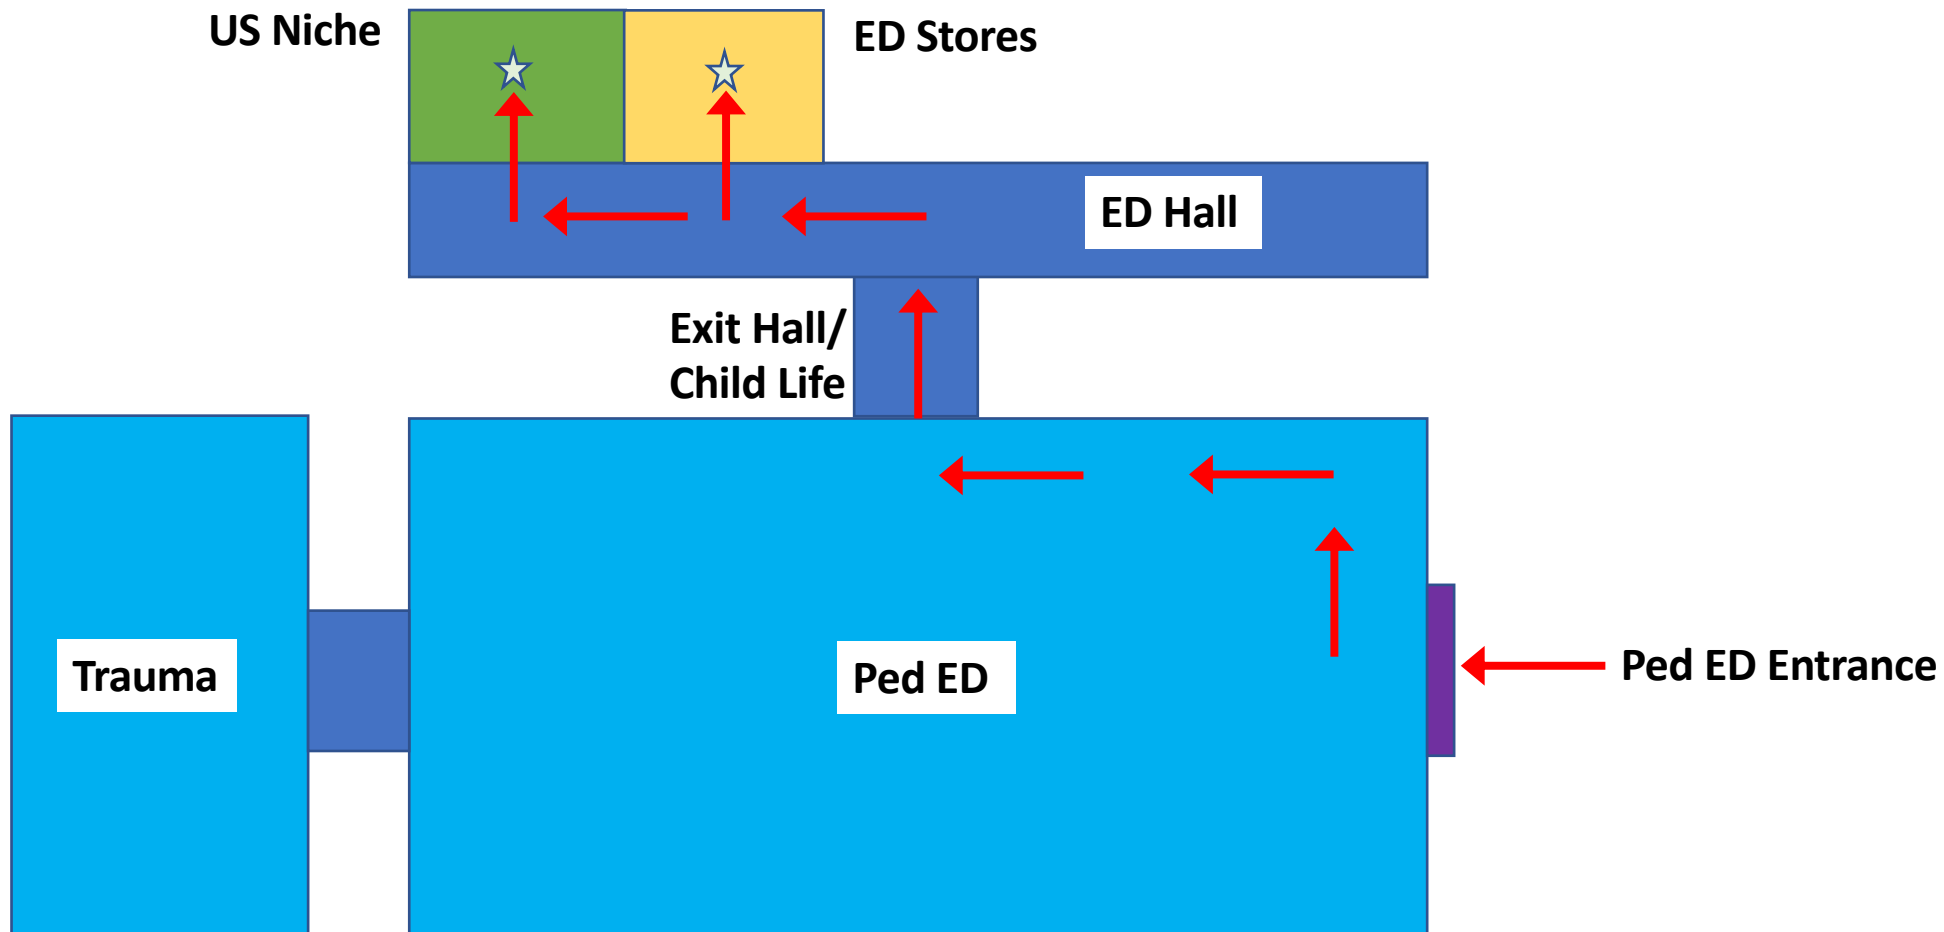 US Niche
ED Stores
ED Hall
Exit Hall/
Child Life
Trauma
Ped ED
Ped ED Entrance